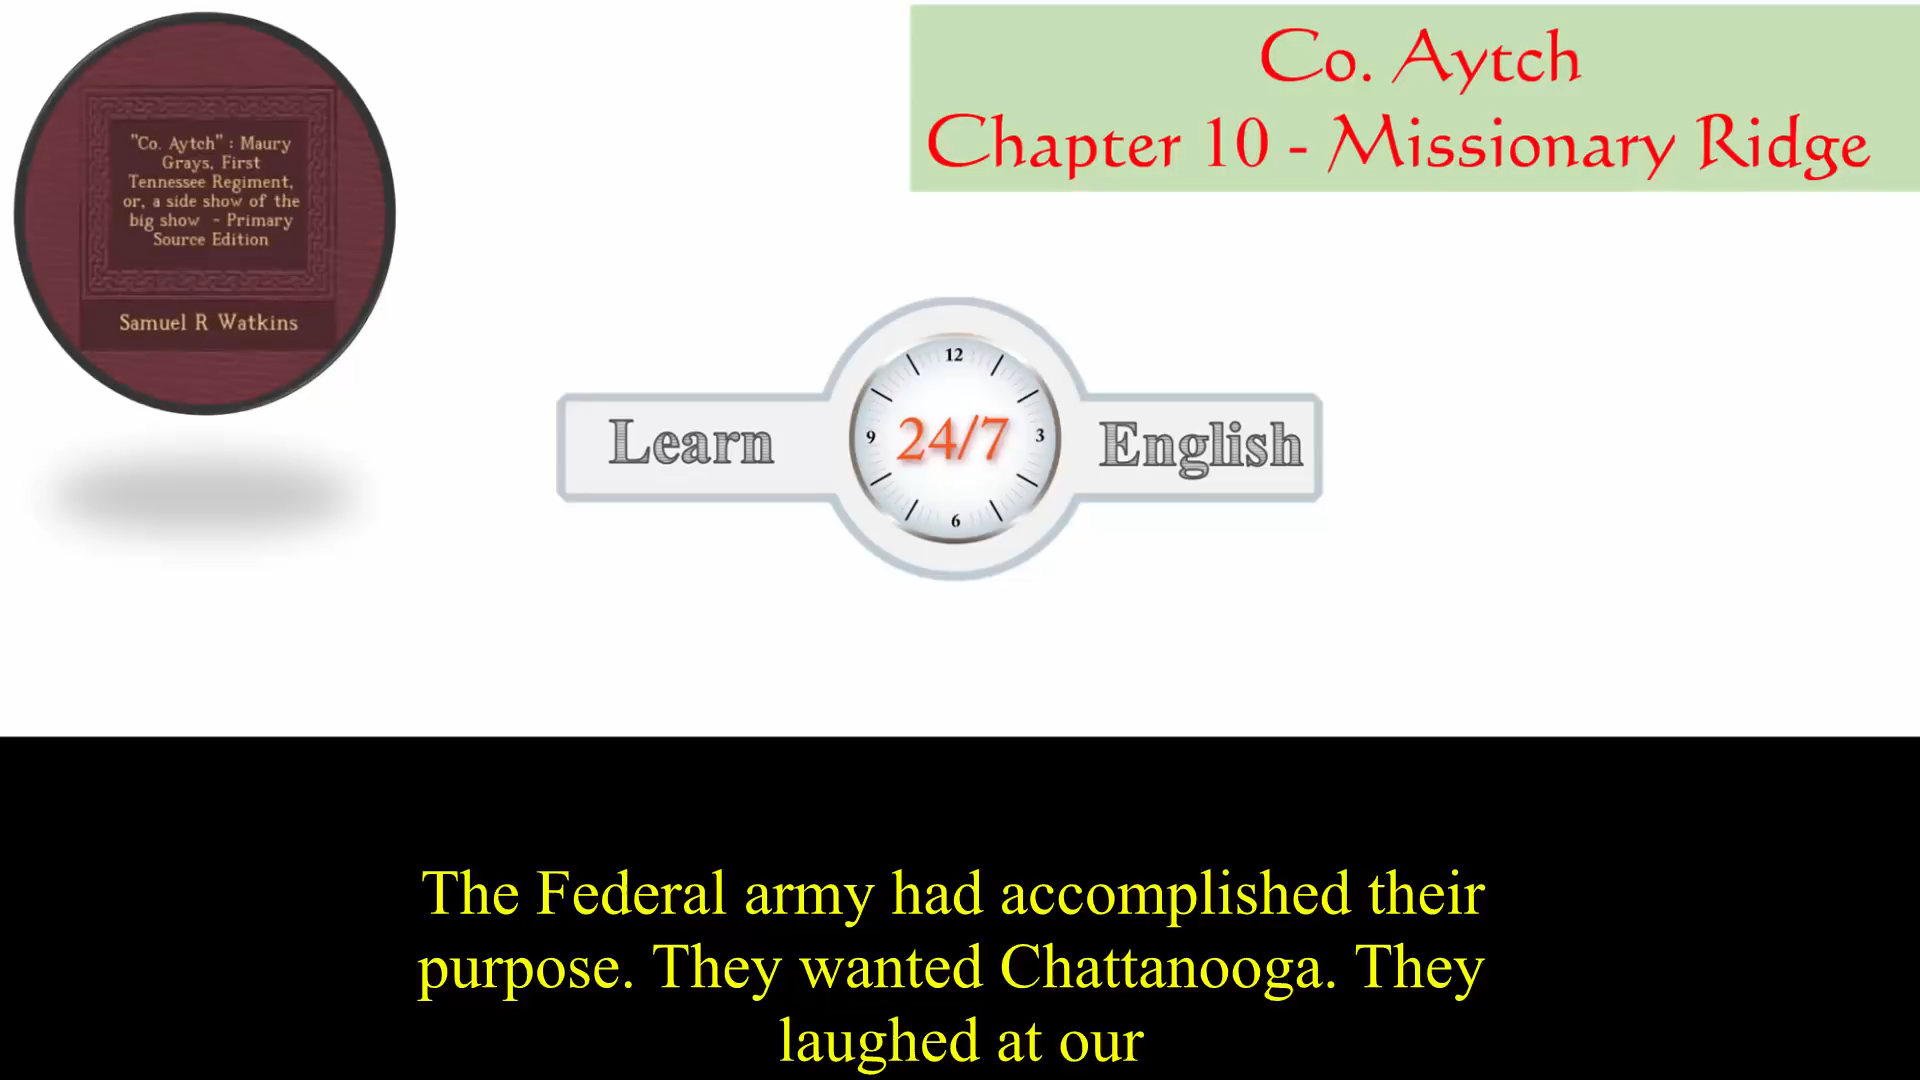 "Co. Aytch" : Maury
Grays, First
Tennessee Regiment,
or, a side show of the
big show - Primary
Source Edition
Samuel R Watkins
Co. Aytch
Chapter 10 - Missionary Ridge
12
9
3
6
Learn
24/7
English
The Federal army had accomplished their
purpose. They wanted Chattanooga. They
laughed at our